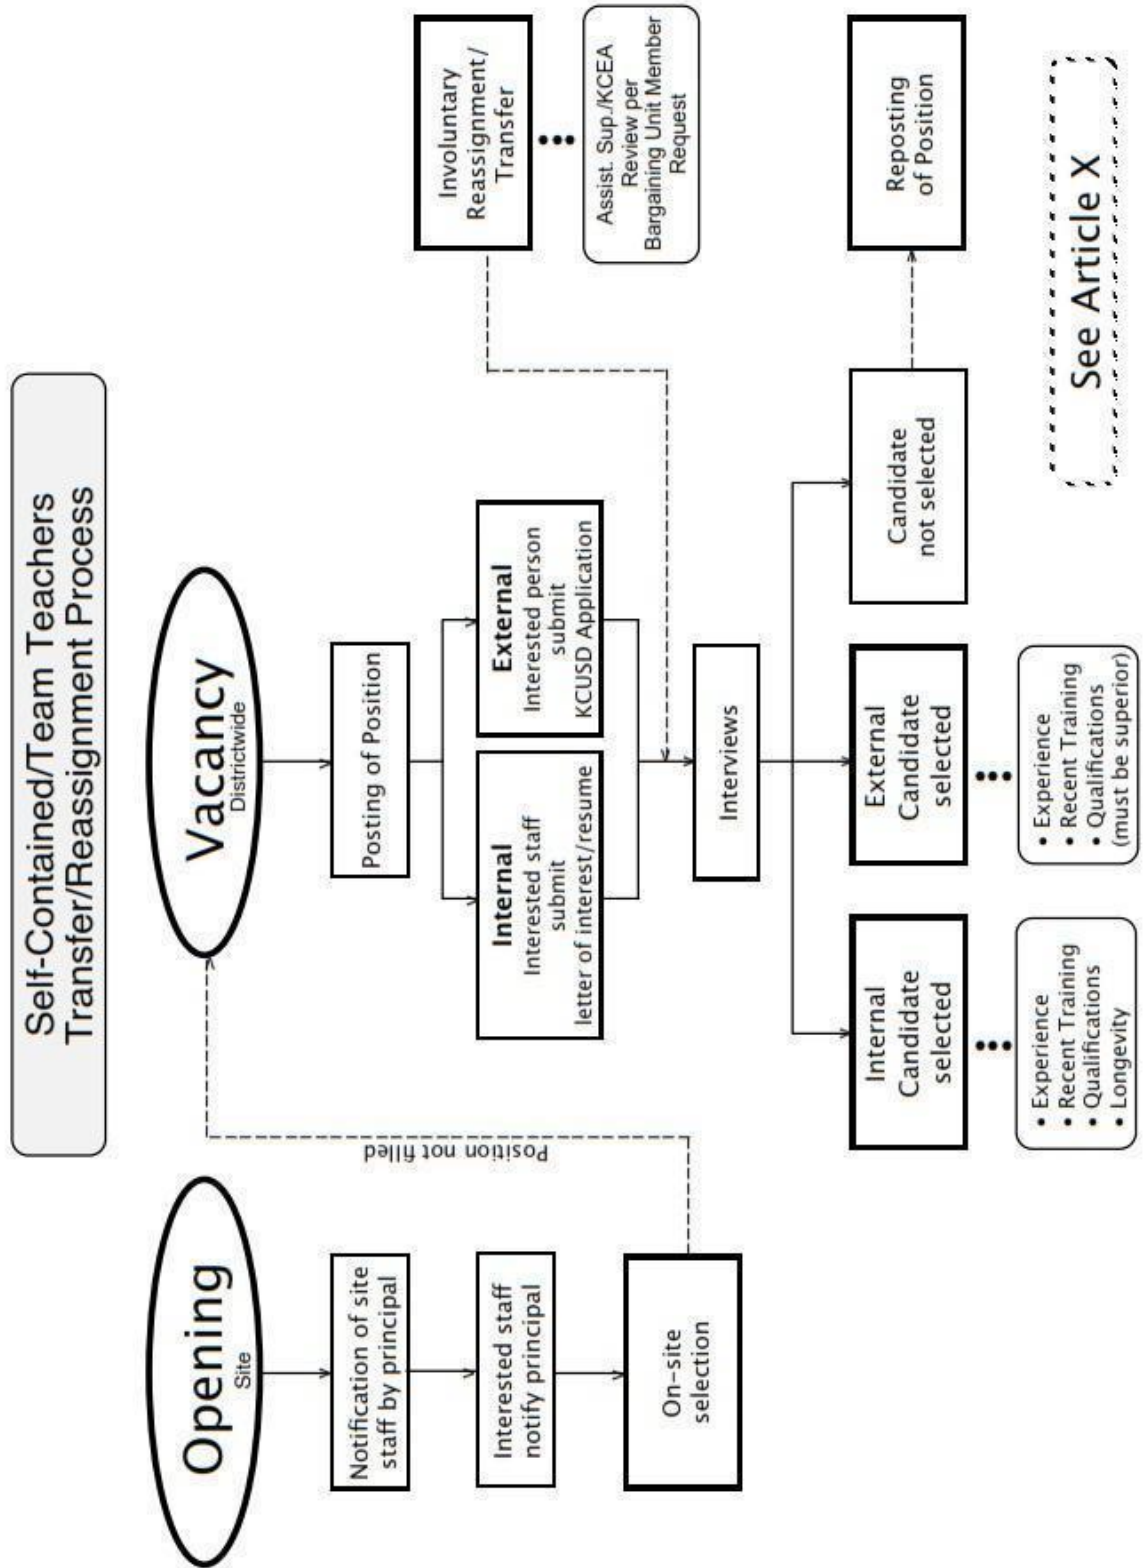 Self-Contained/Team Teachers
Transfer/Reassignment Process
Opening
Site
Notification of site
staff by principal
Interested staff
notify principal
On-site
selection
Position not filled
Vacancy
Districtwide
Posting of Position
Internal
Interested staff
submit
letter of interest/resume
External
Interested person
submit
KCUSD Application
Involuntary
Reassignment/
Transfer
Assist. Sup./KCEA
Review per
Bargaining Unit Member
Request
Interviews
Internal
Candidate
selected
• Experience
• Recent Training
• Qualifications
• Longevity
External
Candidate
selected
• Experience
• Recent Training
• Qualifications
(must be superior)
Candidate
not selected
Reposting
of Position
See Article X